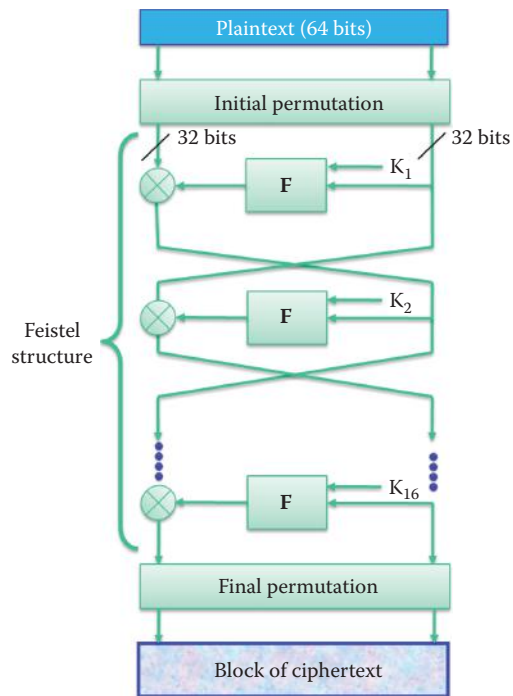 Plaintext (64 bits)
Initial permutation
32 bits
32 bits
K1
F
K2
F
Feistel
structure
K16
F
Final permutation
Block of ciphertext